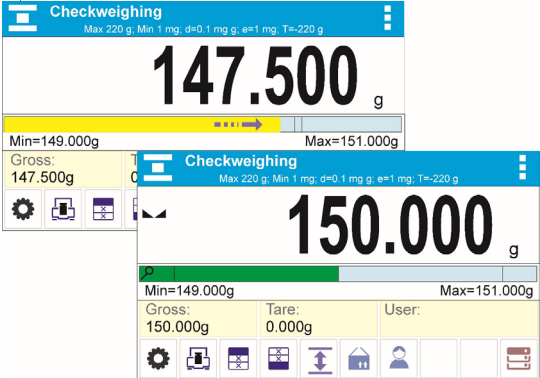 Checkweighing
Max 220 g; Min 1 mg; d=0.1 mg g; e=1 mg; T=-220 g
147.500 g
Min=149.000g Max=151.000g
Gross:
147.500g
Checkweighing
Max 220 g; Min 1 mg; d=0.1 mg g; e=1 mg; T=-220 g
150.000 g
Min=149.000g Max=151.000g
Gross: Tare: User:
150.000g 0.000g